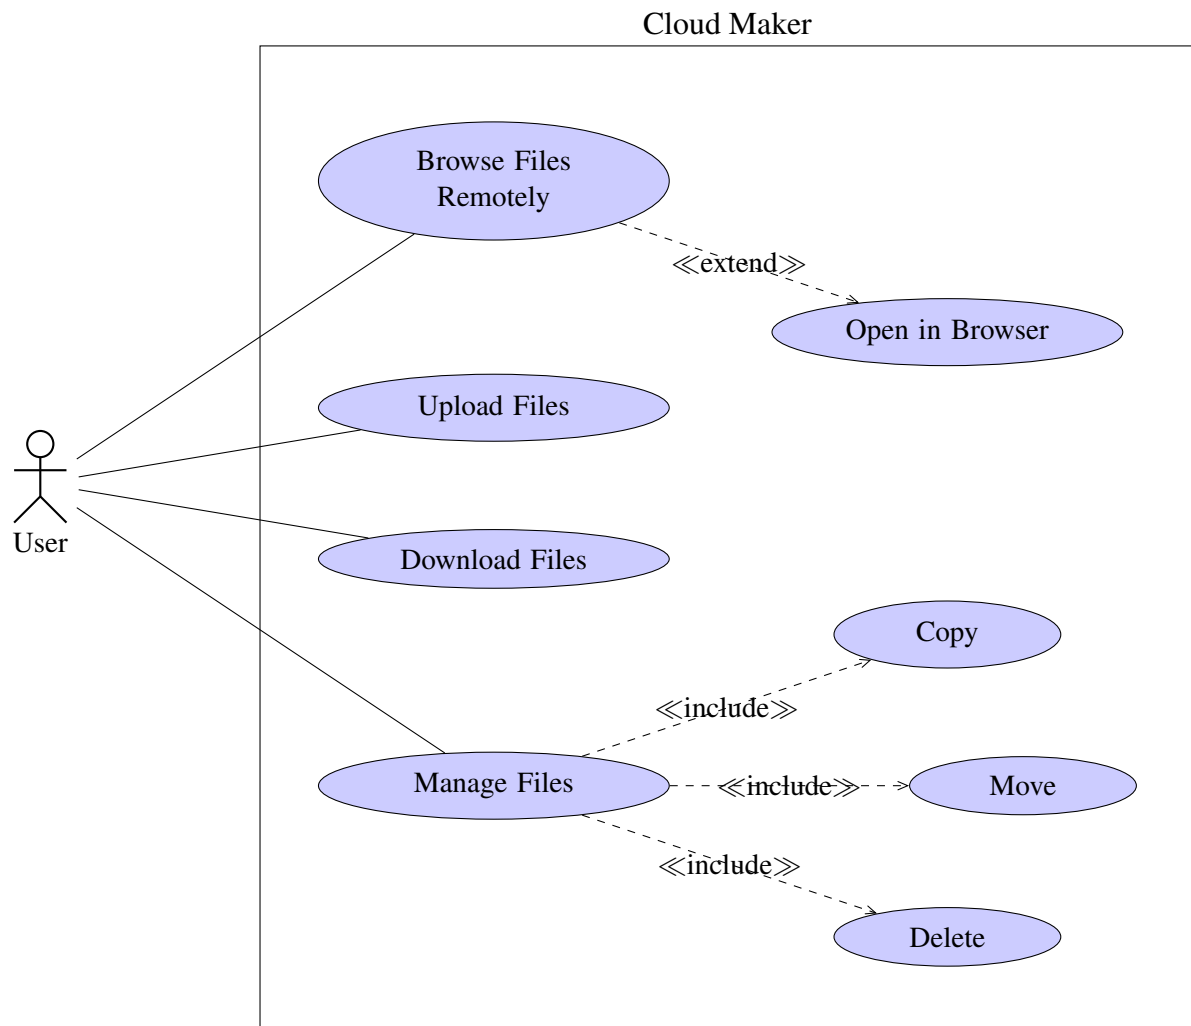 Cloud Maker
Browse Files
Remotely
≪extend≫
Open in Browser
Upload Files
User
Download Files
Copy
≪include≫
Manage Files
≪include≫
Move
≪include≫
Delete